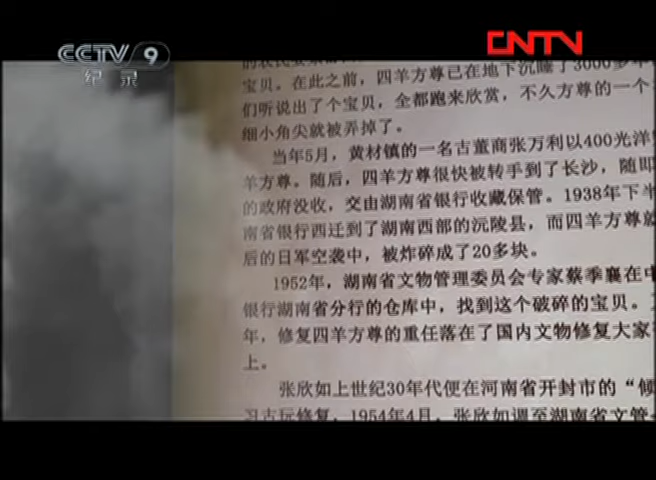 CCTV 9
纪录
CNTN
宝贝。在此之前，四羊方尊已在地下沉睡了3000多年
们听说出了个宝贝，全都跑来欣赏，不久方尊的一个
细小角尖就被弄掉了。
当年5月，黄材镇的一名古董商张万利以400光洋
羊方尊。随后，四羊方尊很快被转手到了长沙，随即
的政府没收，交由湖南省银行收藏保管。1938年下半
南省银行西迁到了湖南西部的沅陵县，而四羊方尊
后的日军空袭中，被炸碎成了20多块。
1952年，湖南省文物管理委员会专家蔡季襄在中
银行湖南省分行的仓库中，找到这个破碎的宝贝。
年，修复四羊方尊的重任落在了国内文物修复大家
上。
张欣如上世纪30年代便在河南省开封市的“倾
习古玩修复，1954年4月，张欣如调至湖南省文管